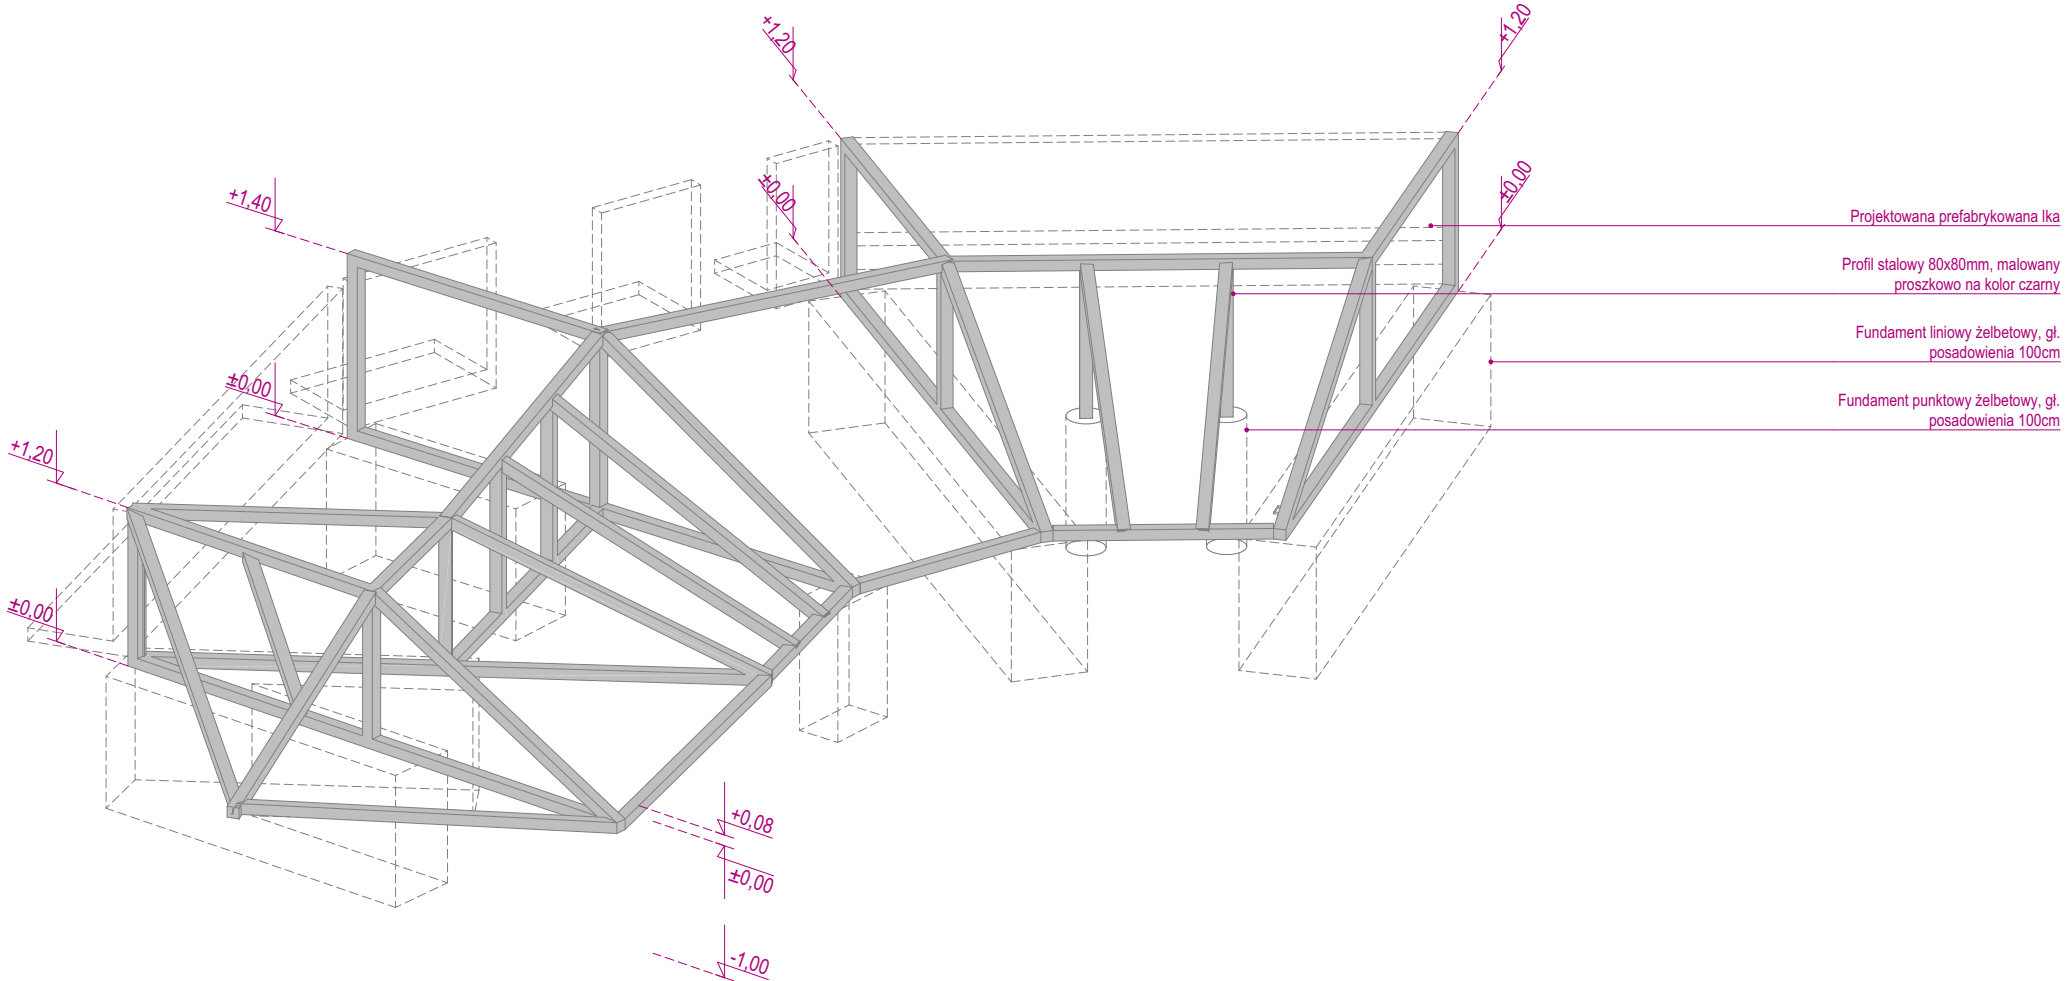 +1,20
+1,20
±0,00
±0,00
+1,40
±0,00
+1,20
±0,00
Projektowana prefabrykowana lka
Profil stalowy 80x80mm, malowany
proszkowo na kolor czarny
Fundament liniowy żelbetowy, gł.
posadowienia 100cm
Fundament punktowy żelbetowy, gł.
posadowienia 100cm
+0,08
±0,00
-1,00